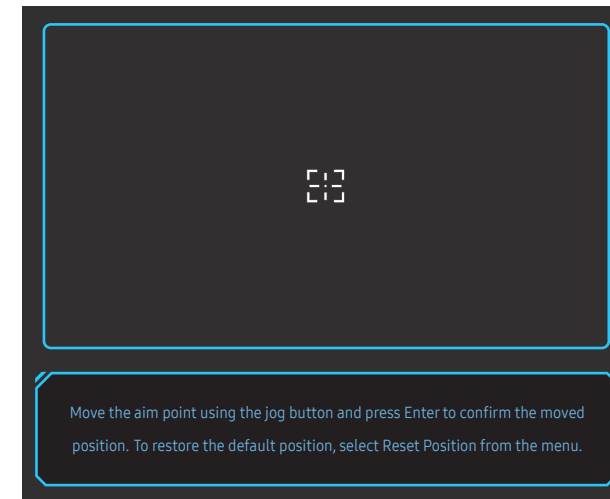 Move the aim point using the jog button and press Enter to confirm the moved
position. To restore the default position, select Reset Position from the menu.